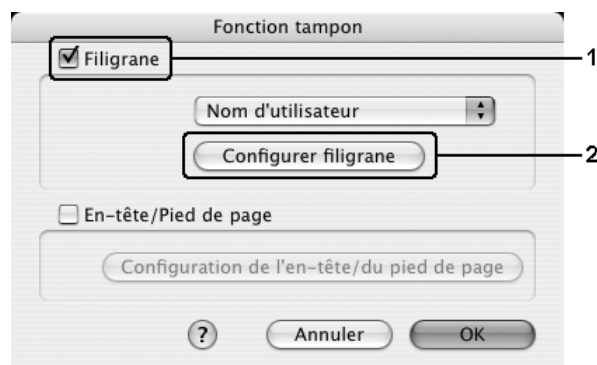 Fonction tampon
Filigrane
1
Nom d'utilisateur
Configurer filigrane
2
En-tête/Pied de page
Configuration de l'en-tête/du pied de page
? Annuler OK